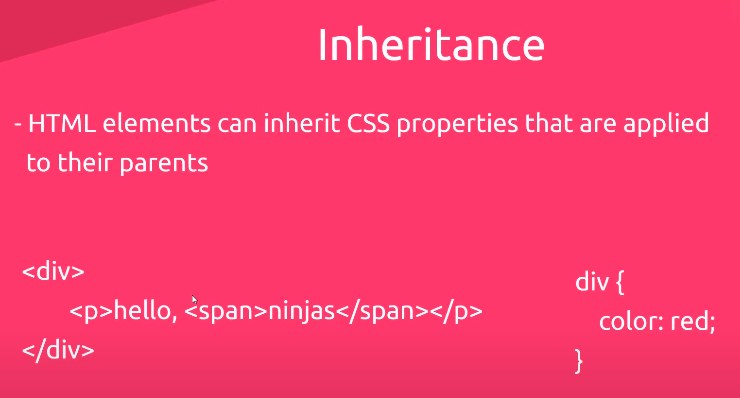 Inheritance
- HTML elements can inherit CSS properties that are applied
to their parents
<div>
<p>hello, <span>ninjas</span></p>
</div>
div {
color: red;
}